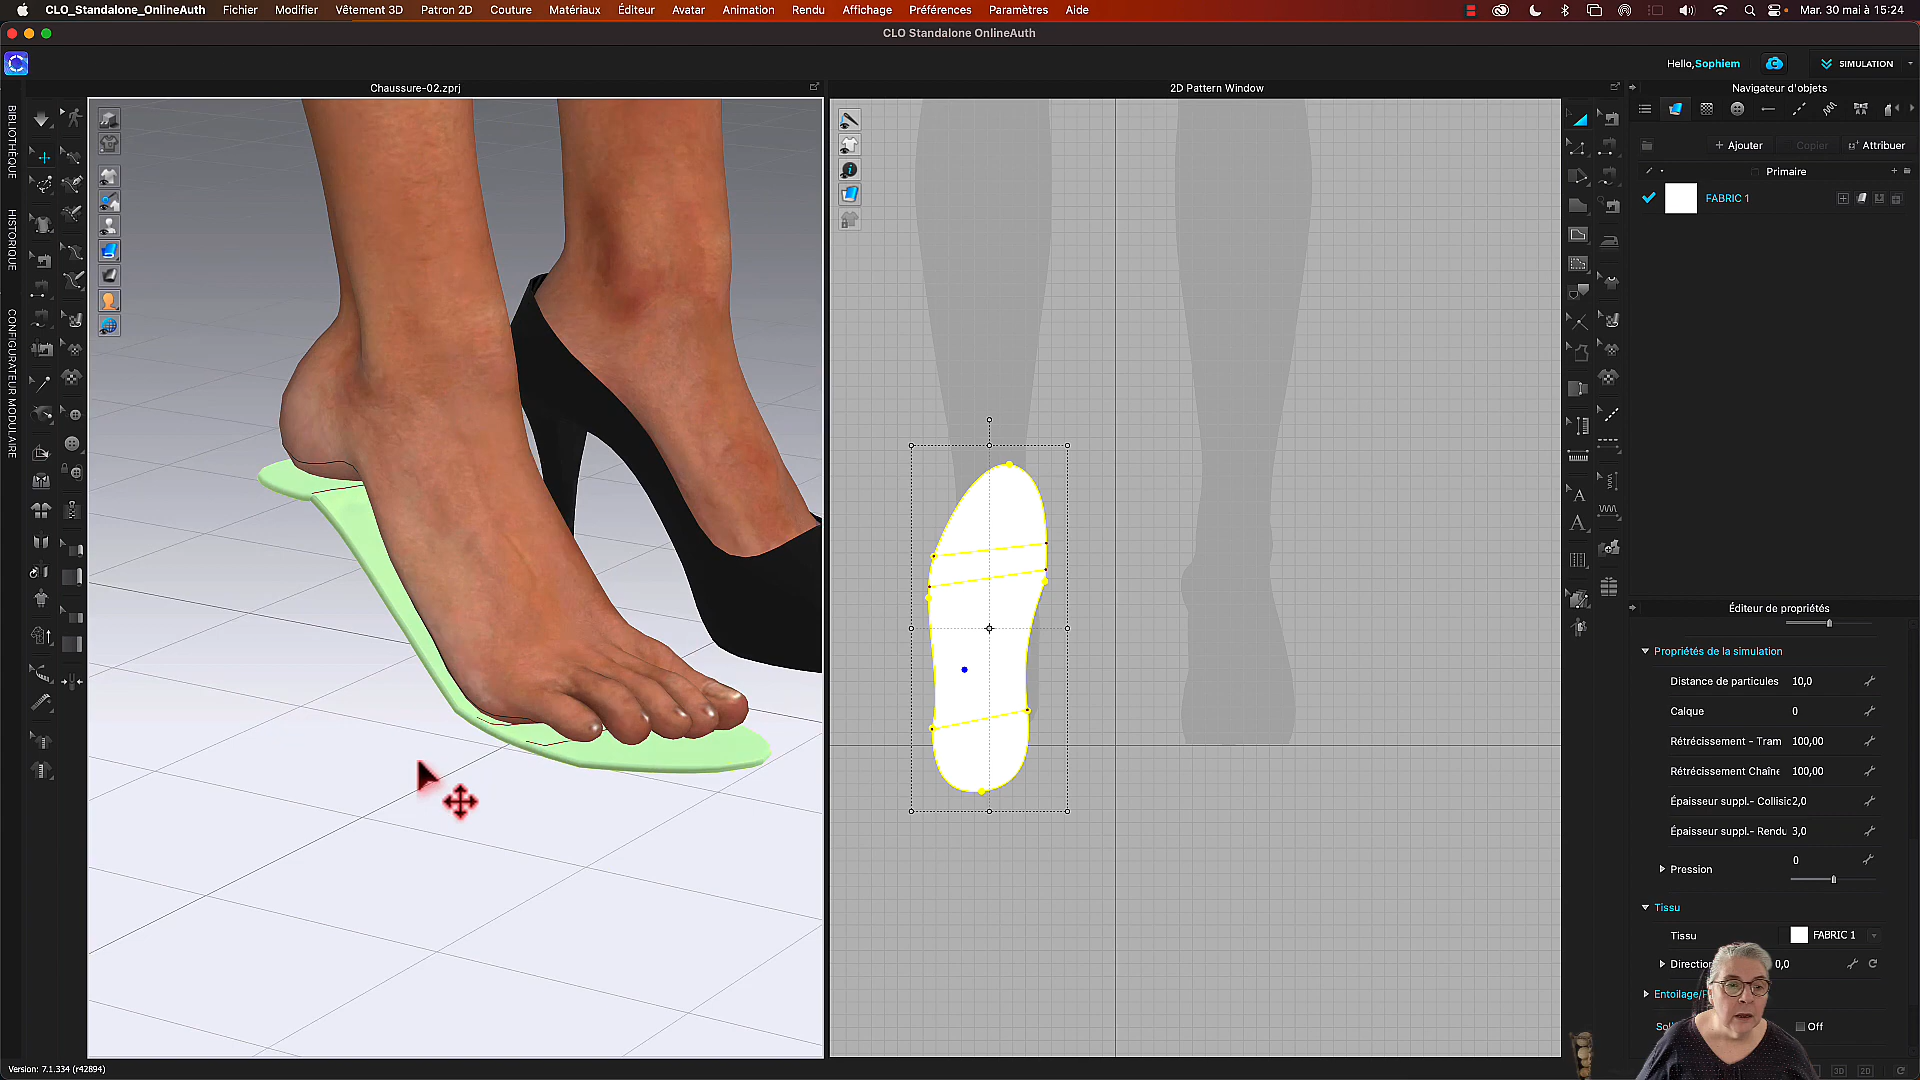 CLO_Standalone_OnlineAuth Fichier Modifier Vêtement 3D Patron 2D Couture Matériaux Éditeur Avatar Animation Rendu Affichage Préférences Paramètres Aide Mar. 30 mai à 15:24
CLO Standalone OnlineAuth
Hello, Sophiem SIMULATION
Chaussure-02.zprj
2D Pattern Window
Navigateur d'objets
BIBLIOTHÈQUE
HISTORIQUE
CONFIGURATEUR MODULAIRE
+ Ajouter Copier Attribuer
Primaire
FABRIC 1
Éditeur de propriétés
Propriétés de la simulation
Distance de particules 10,0
Calque 0
Rétrécissement - Tram 100,00
Rétrécissement Chaîne 100,00
Épaisseur suppl.- Collisic 2,0
Épaisseur suppl.- Rendu 3,0
Pression 0
Tissu
Tissu FABRIC 1
Direction 0,0
Entoilage/P
Off
3D 2D
Version: 7.1.334 (r42894)